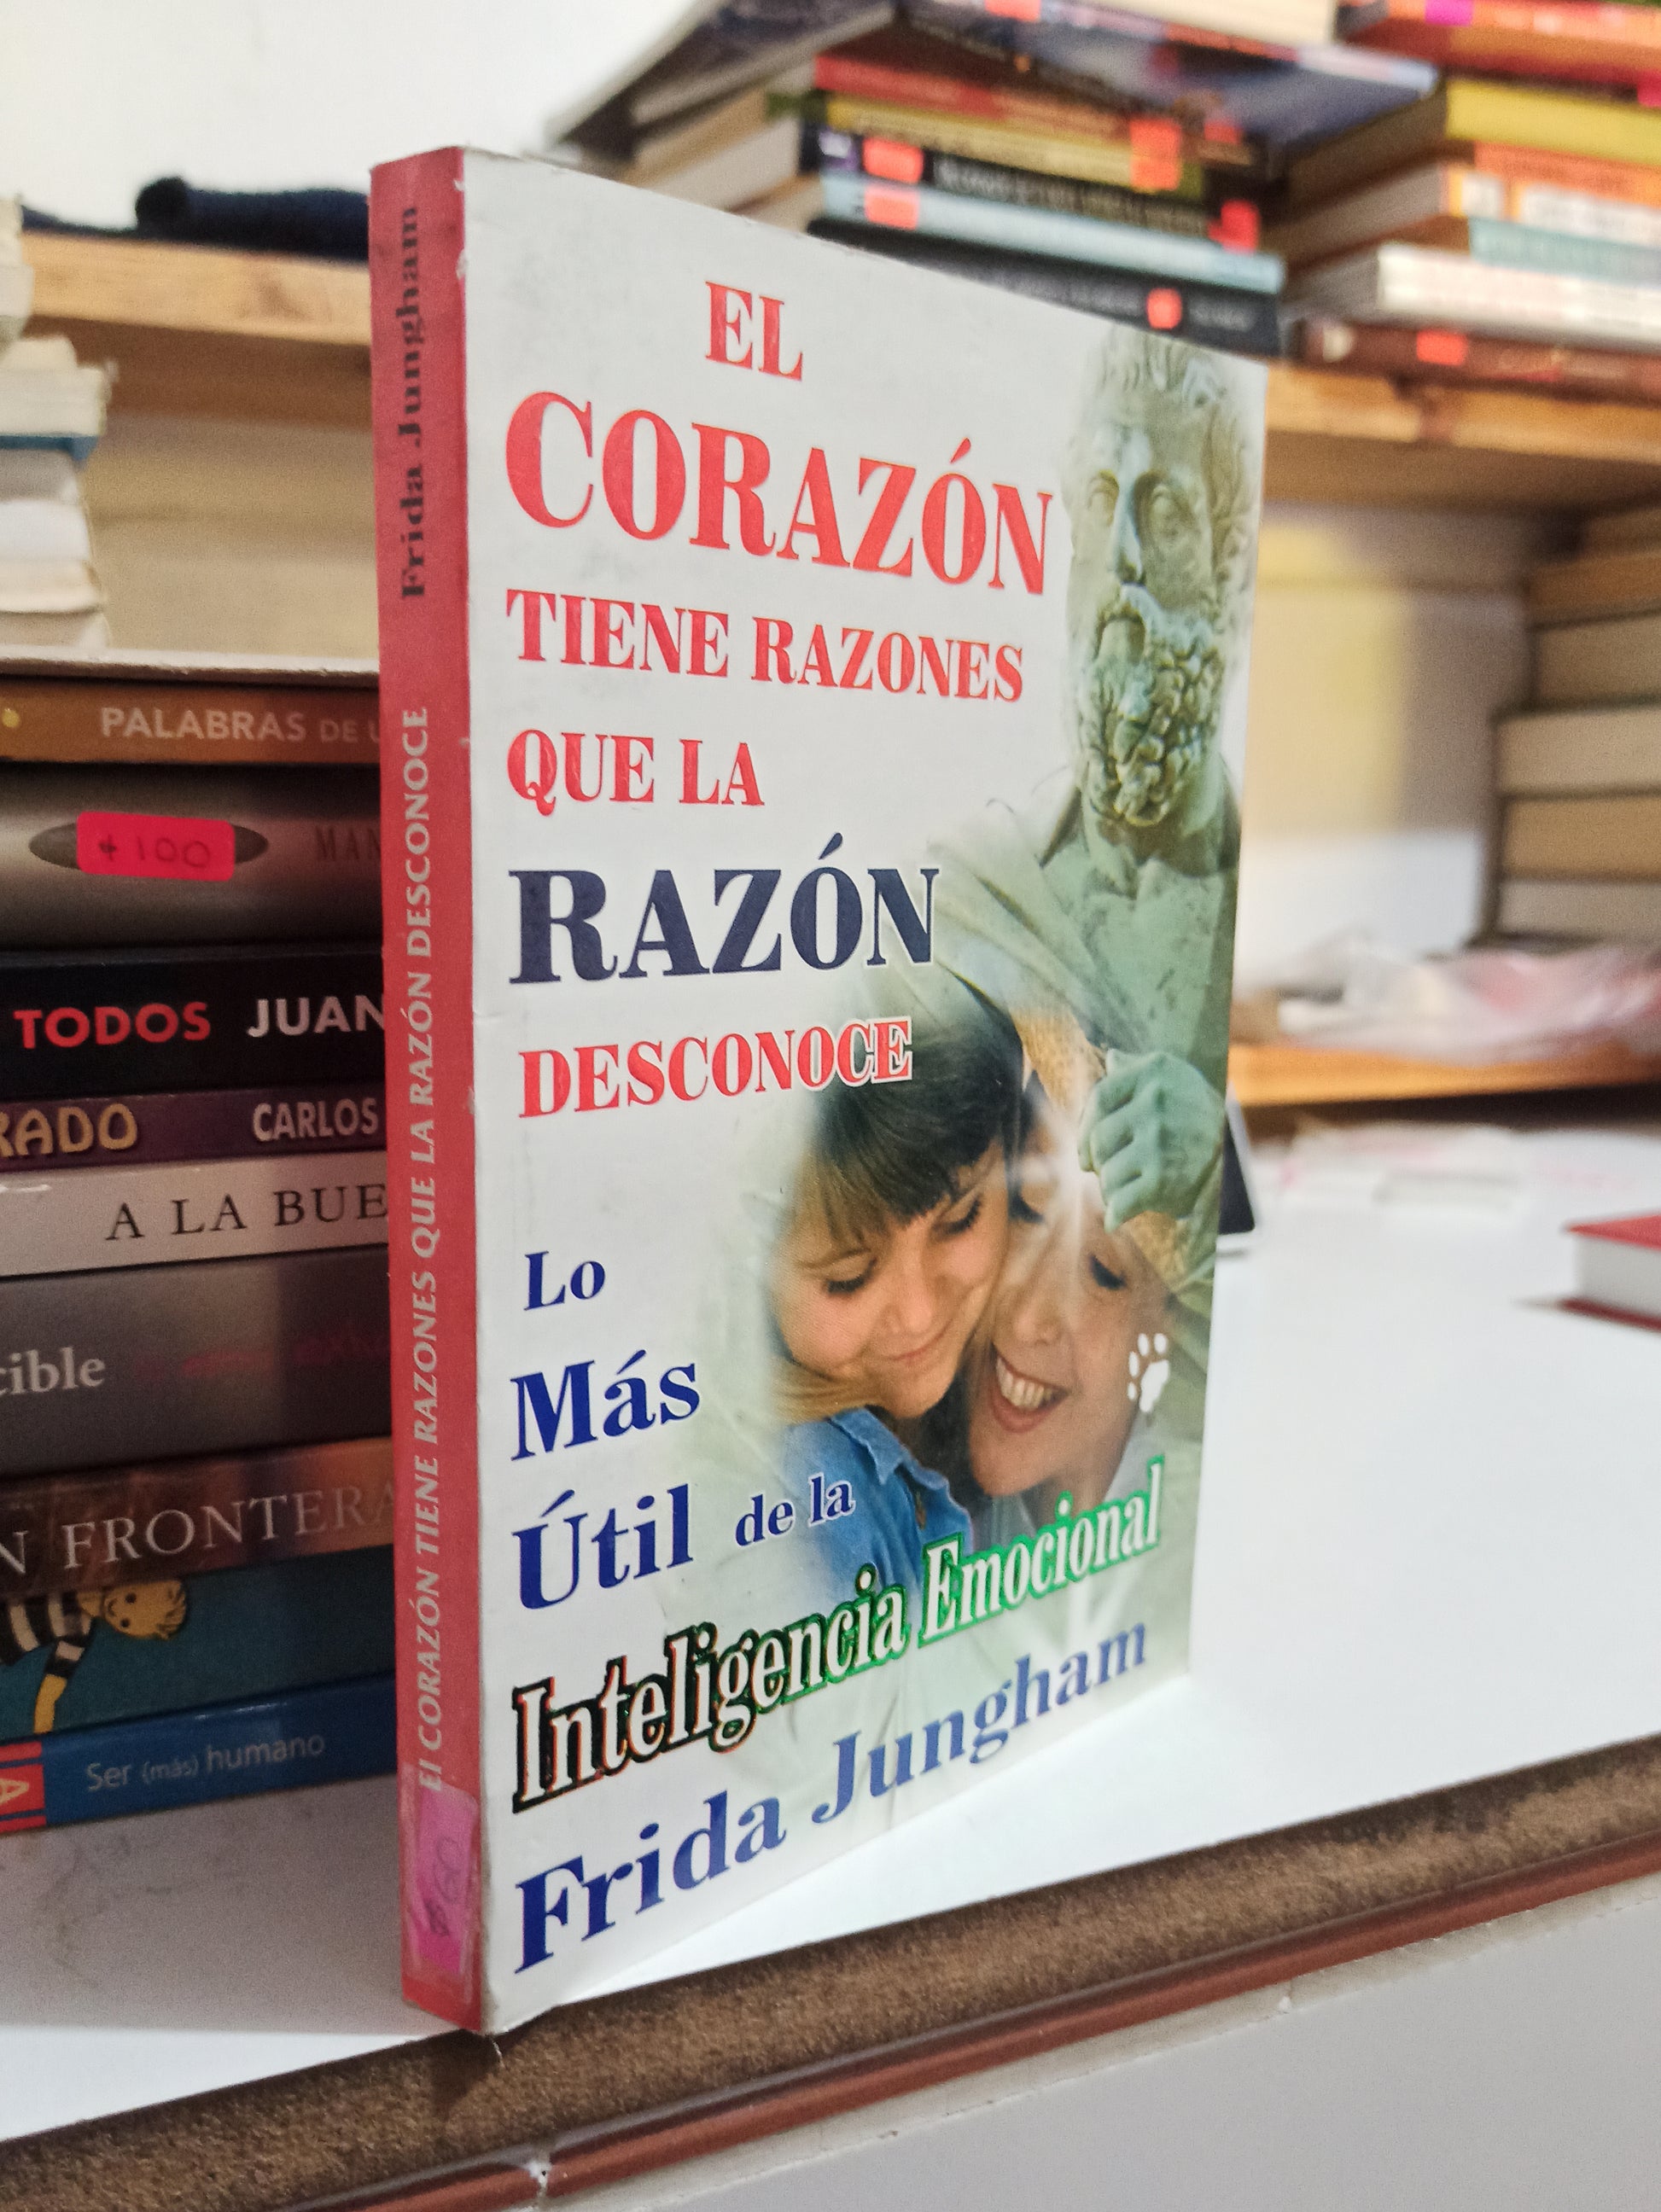 EL
CORAZÓN
TIENE RAZONES
QUE LA
RAZÓN
DESCONOCE
Lo
Más
Útil de la
Inteligencia Emocional
Frida Jungham
El CORAZÓN TIENE RAZONES QUE LA RAZÓN DESCONOCE Frida Jungham
$60
PALABRAS DE
100 MAN
TODOS JUAN
RADO CARLOS
A LA BUE
cible
N FRONTERA
Ser (más) humano